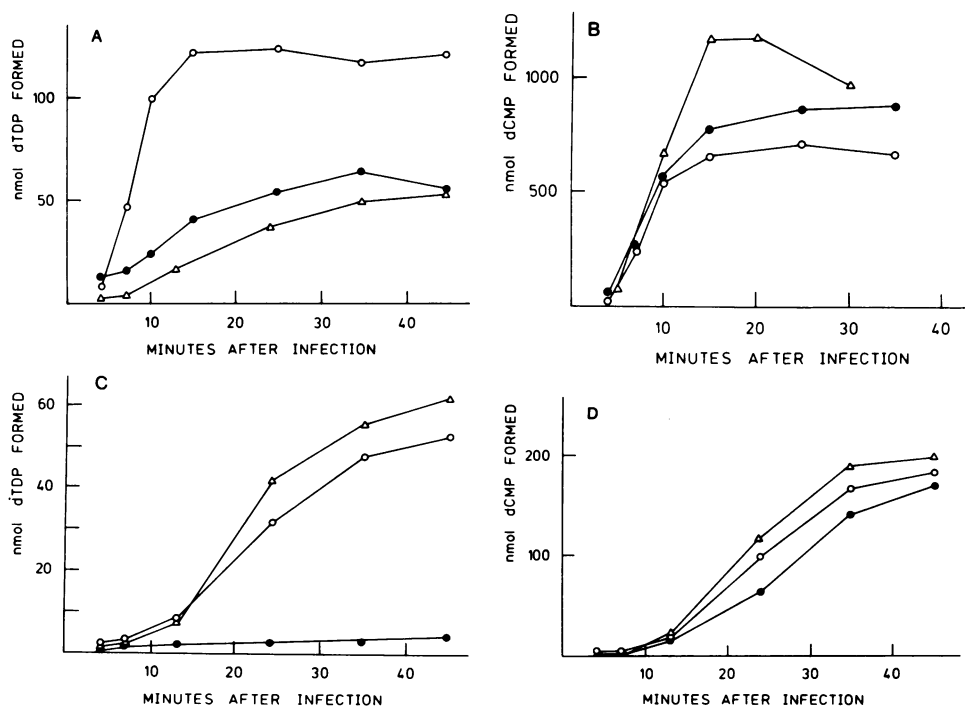 A
nmol dTDP FORMED
100
50
10 20 30 40
MINUTES AFTER INFECTION
B
nmol dCMP FORMED
1000
500
10 20 30 40
MINUTES AFTER INFECTION
C
nmol dTDP FORMED
60
40
20
10 20 30 40
MINUTES AFTER INFECTION
D
nmol dCMP FORMED
200
100
10 20 30 40
MINUTES AFTER INFECTION